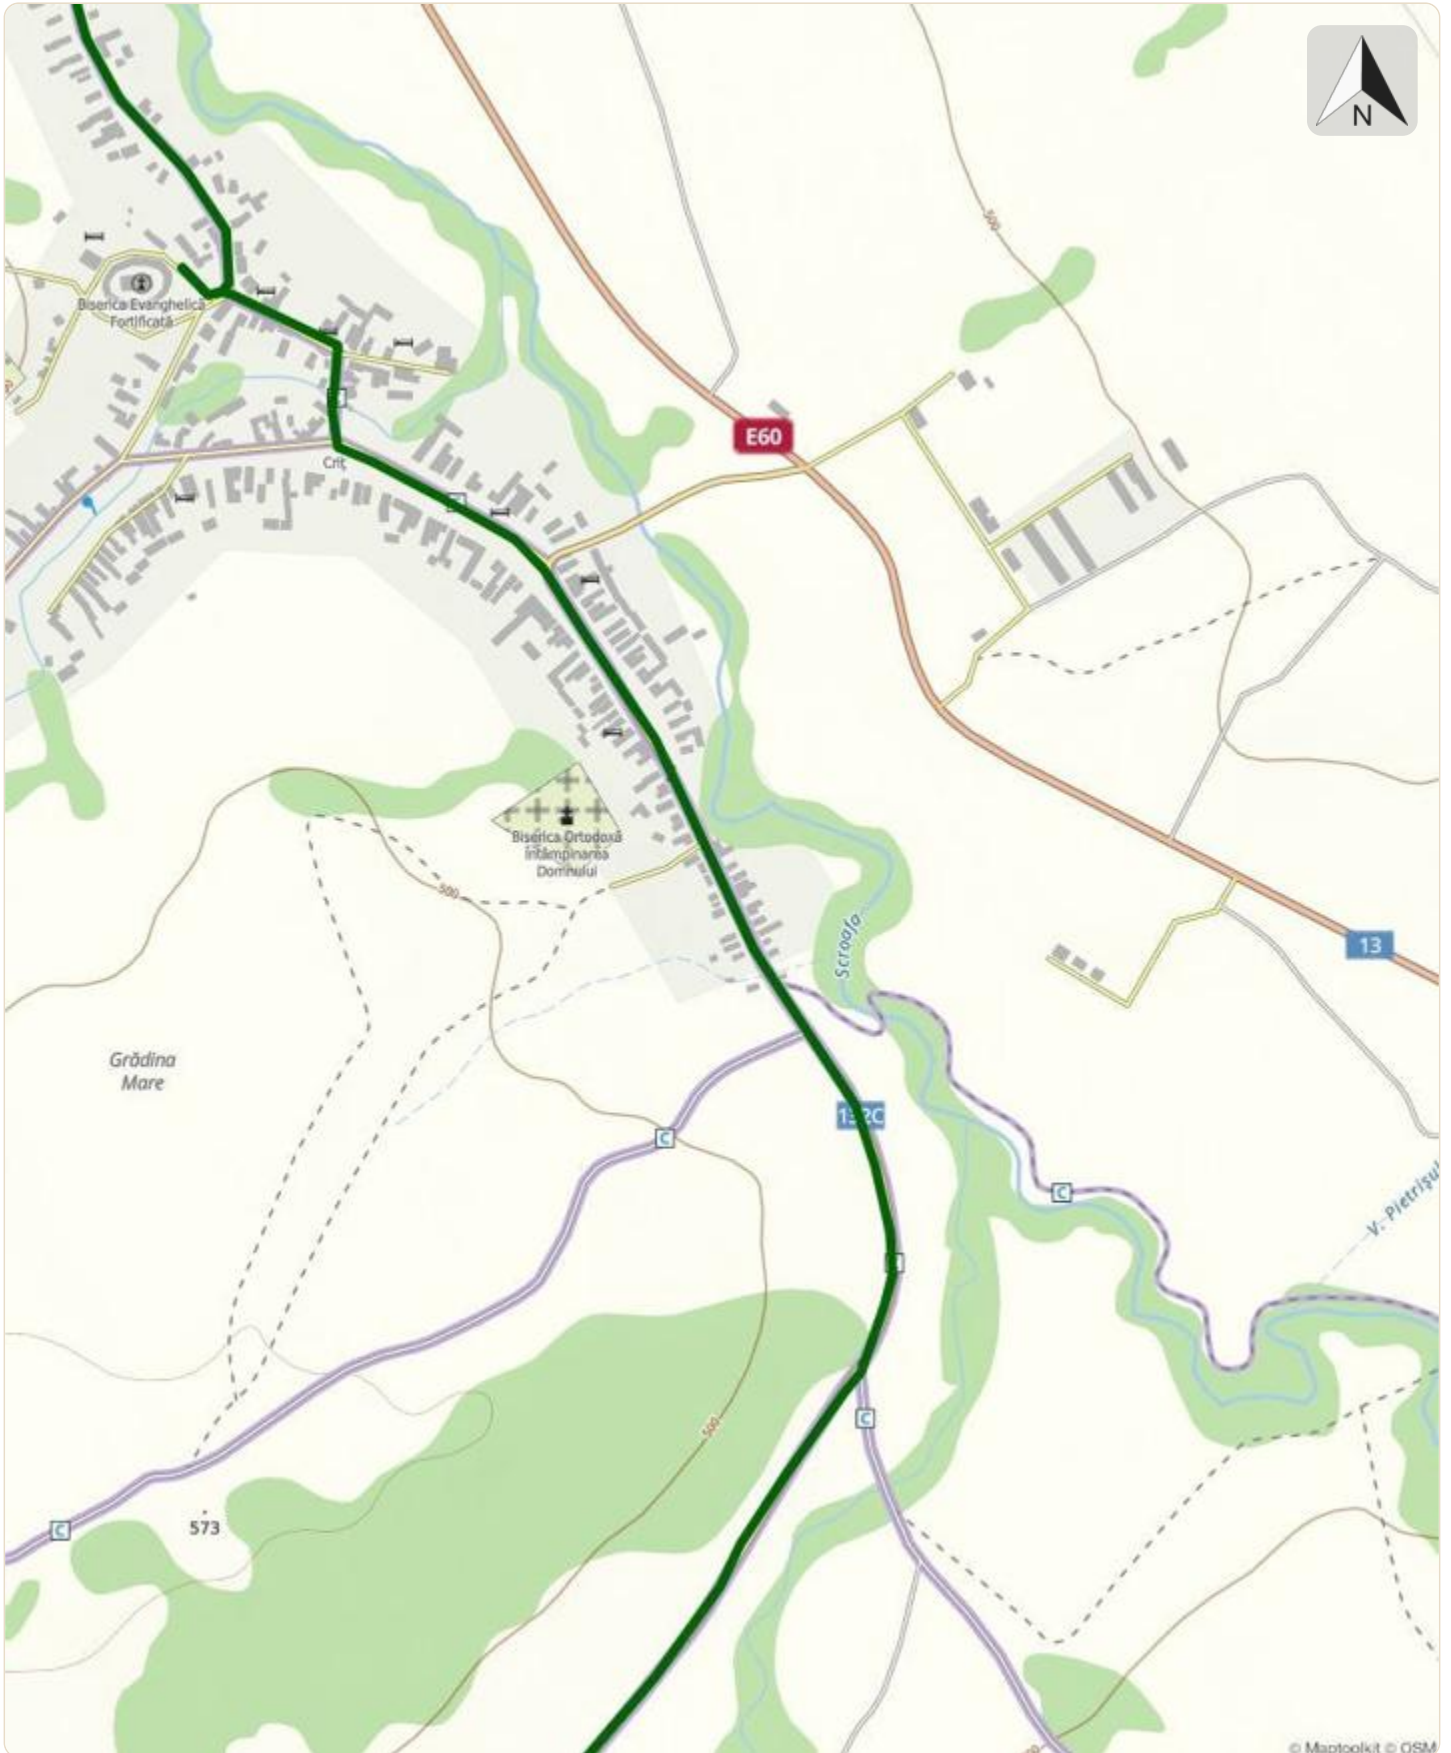 N
500
Biserica Evanghelică
Fortificată
E60
Criț
Biserica Ortodoxă
Întâmpinarea
Domnului
500
Scroafa
13
Grădina
Mare
132C
C
C
V. Pietrișul
C
500
573
C
© Maptoolkit © OSM